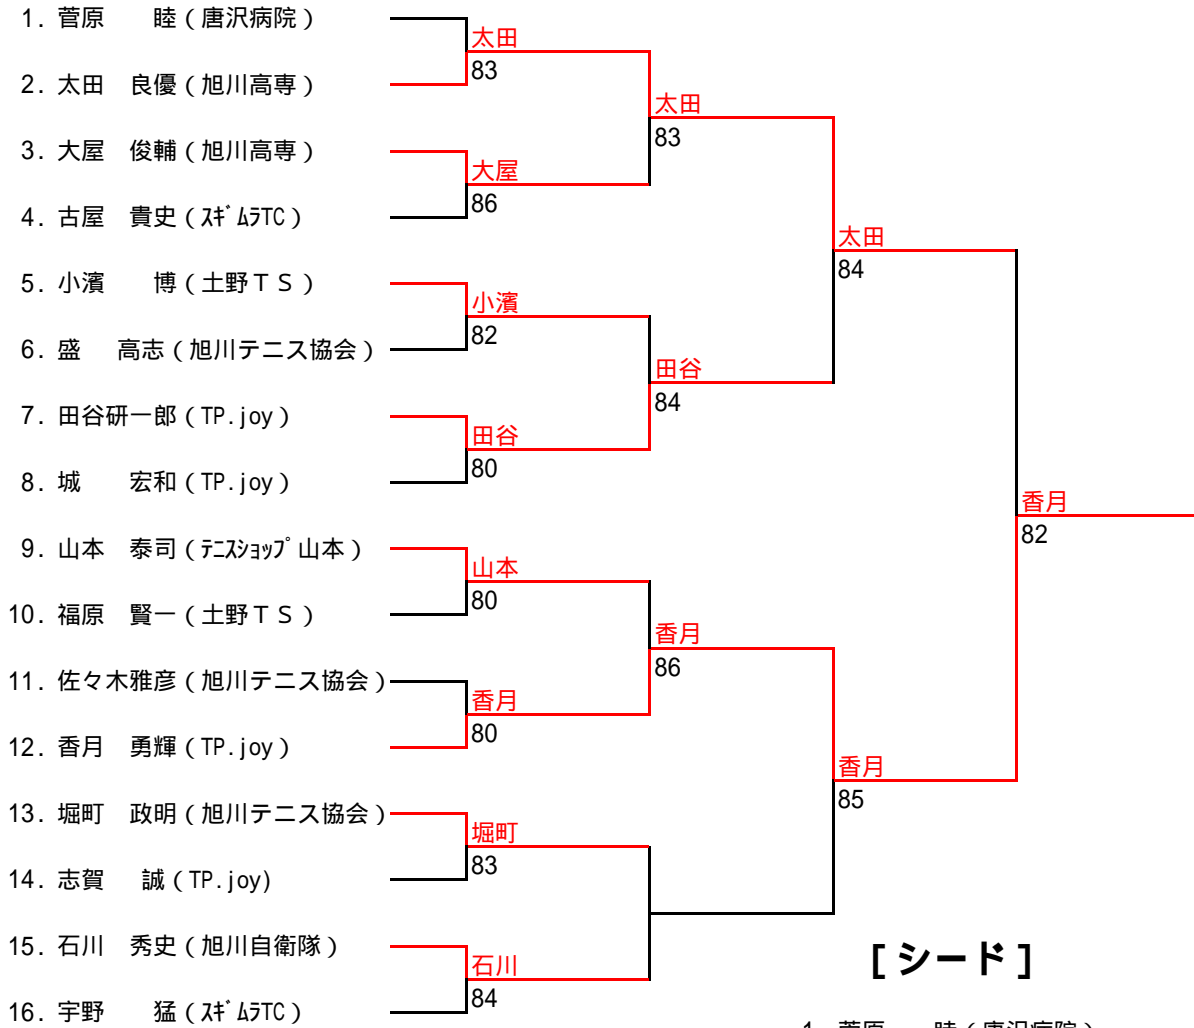 1. 菅原　　睦（唐沢病院）
太田
83
2. 太田　良優（旭川高専）
太田
83
3. 大屋　俊輔（旭川高専）
大屋
86
4. 古屋　貴史（ｽｷﾞﾑﾗTC）
太田
84
5. 小濱　　博（土野ＴＳ）
小濱
82
6. 盛　高志（旭川テニス協会）
田谷
84
7. 田谷研一郎（TP.joy）
田谷
80
8. 城　　宏和（TP.joy）
香月
82
9. 山本　泰司（ﾃﾆｽｼｮｯﾌﾟ山本）
山本
80
10. 福原　賢一（土野ＴＳ）
香月
86
11. 佐々木雅彦（旭川テニス協会）
香月
80
12. 香月　勇輝（TP.joy）
香月
85
13. 堀町　政明（旭川テニス協会）
堀町
83
14. 志賀　誠（TP.joy)
15. 石川　秀史（旭川自衛隊）
石川
84
16. 宇野　　猛（ｽｷﾞﾑﾗTC）
[シード]
1. 菅原　　睦（唐沢病院）